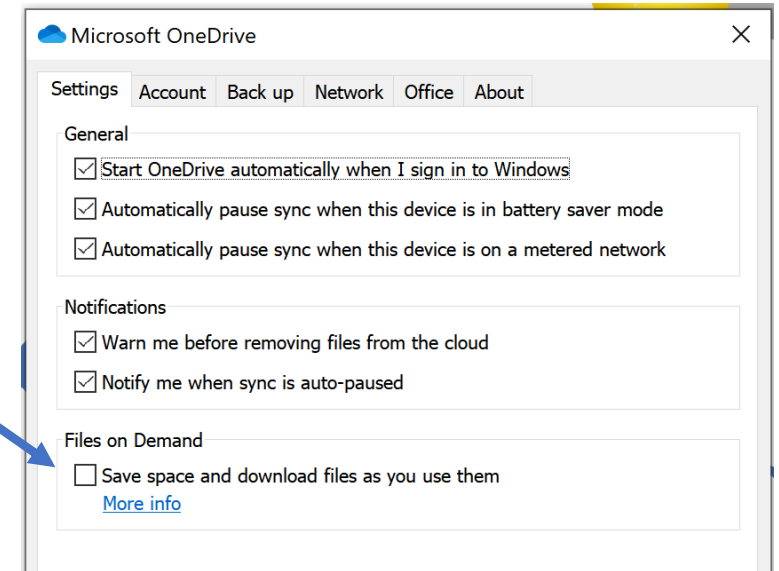 Microsoft OneDrive
Settings Account Back up Network Office About
General
Start OneDrive automatically when I sign in to Windows
Automatically pause sync when this device is in battery saver mode
Automatically pause sync when this device is on a metered network
Notifications
Warn me before removing files from the cloud
Notify me when sync is auto-paused
Files on Demand
Save space and download files as you use them
More info